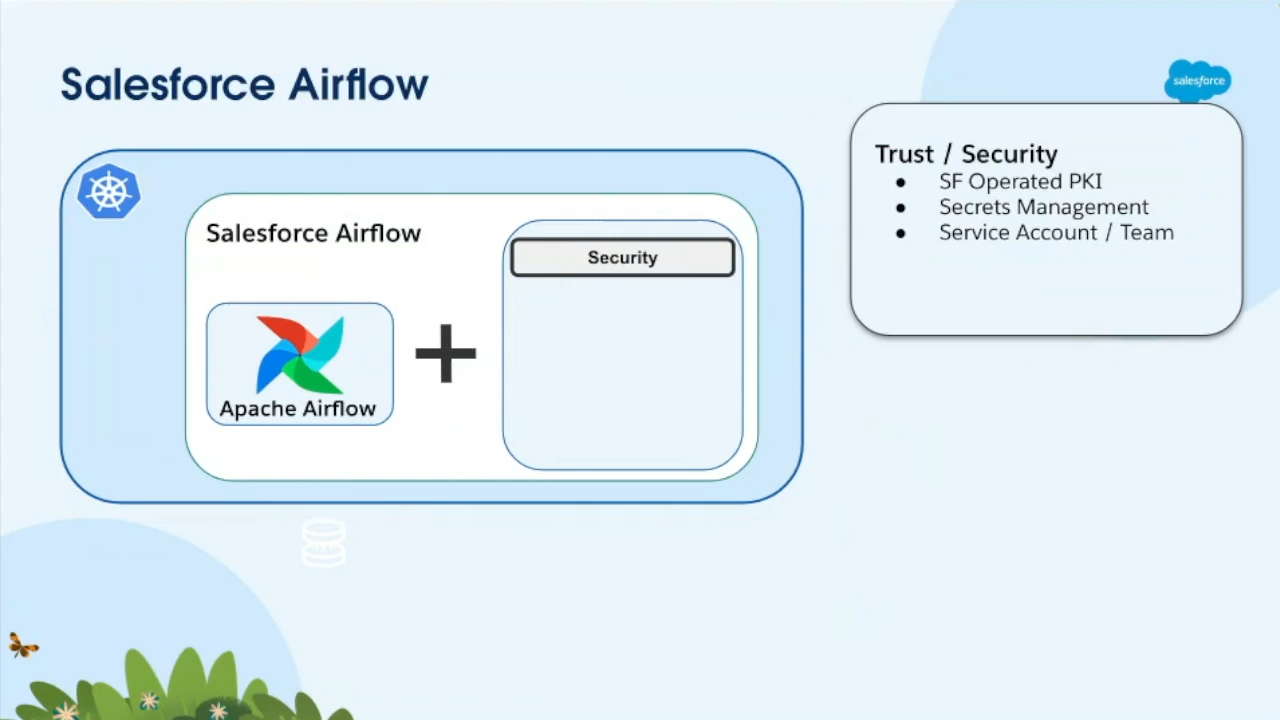 Salesforce Airflow
salesforce
Trust / Security
● SF Operated PKI
● Secrets Management
● Service Account / Team
Salesforce Airflow
Security
Apache Airflow